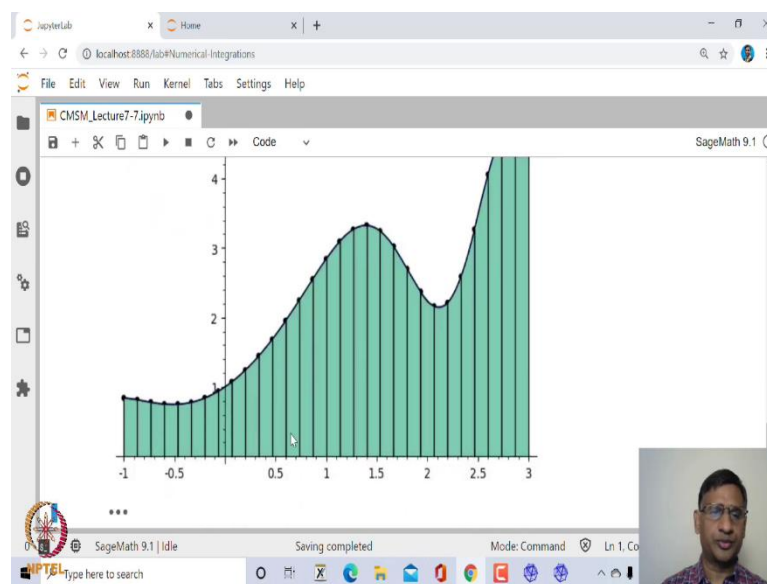 JupyterLab
Home
localhost:8888/lab#Numerical-Integrations
File Edit View Run Kernel Tabs Settings Help
CMSM_Lecture7-7.ipynb
Code
SageMath 9.1
4
3
2
1
-1 -0.5 0.5 1 1.5 2 2.5 3
SageMath 9.1 | Idle
Saving completed
Mode: Command
Ln 1,
NPTEL
Type here to search